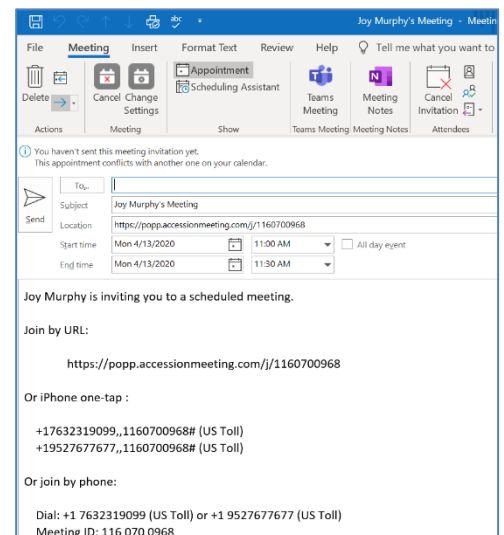 abc
Joy Murphy's Meeting - Meetin
File Meeting Insert Format Text Review Help Tell me what you want to
Delete
Cancel Change Settings
Appointment
Scheduling Assistant
Teams Meeting
Meeting Notes
Cancel Invitation
Actions Meeting Show Teams Meeting Meeting Notes Attendees
You haven't sent this meeting invitation yet.
This appointment conflicts with another one on your calendar.
Send
To...
Subject Joy Murphy's Meeting
Location https://popp.accessionmeeting.com/j/1160700968
Start time Mon 4/13/2020 11:00 AM All day event
End time Mon 4/13/2020 11:30 AM
Joy Murphy is inviting you to a scheduled meeting.
Join by URL:
https://popp.accessionmeeting.com/j/1160700968
Or iPhone one-tap :
+17632319099,,1160700968# (US Toll)
+19527677677,,1160700968# (US Toll)
Or join by phone:
Dial: +1 7632319099 (US Toll) or +1 9527677677 (US Toll)
Meeting ID: 116 070 0968